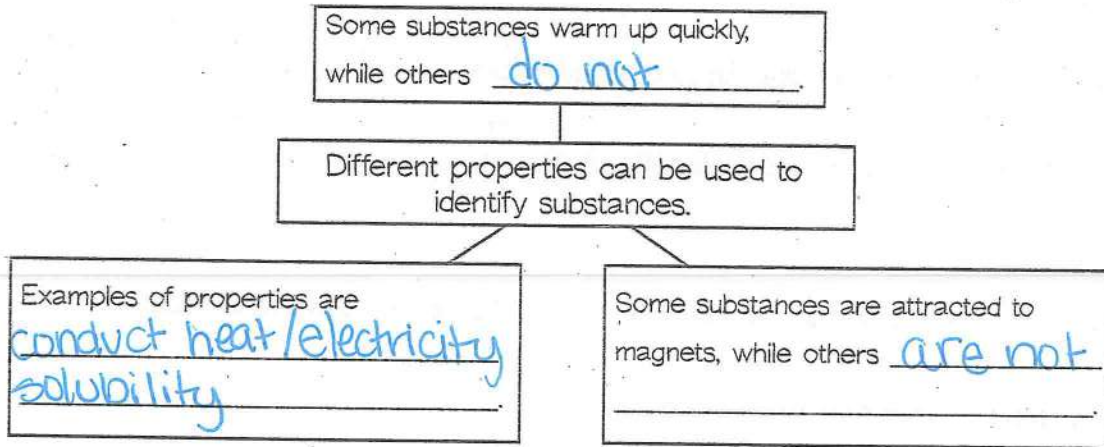 Some substances warm up quickly,
while others do not.
Different properties can be used to
identify substances.
Examples of properties are
conduct heat/electricity
solubility.
Some substances are attracted to
magnets, while others are not
.